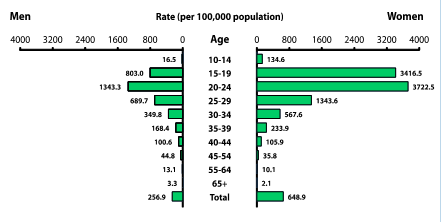 Men Rate (per 100,000 population) Women
4000 3200 2400 1600 800 0 Age 0 800 1600 2400 3200 4000
16.5 10-14 134.6
803.0 15-19 3416.5
1343.3 20-24 3722.5
689.7 25-29 1343.6
349.8 30-34 567.6
168.4 35-39 233.9
100.6 40-44 105.9
44.8 45-54 35.8
13.1 55-64 10.1
3.3 65+ 2.1
256.9 Total 648.9